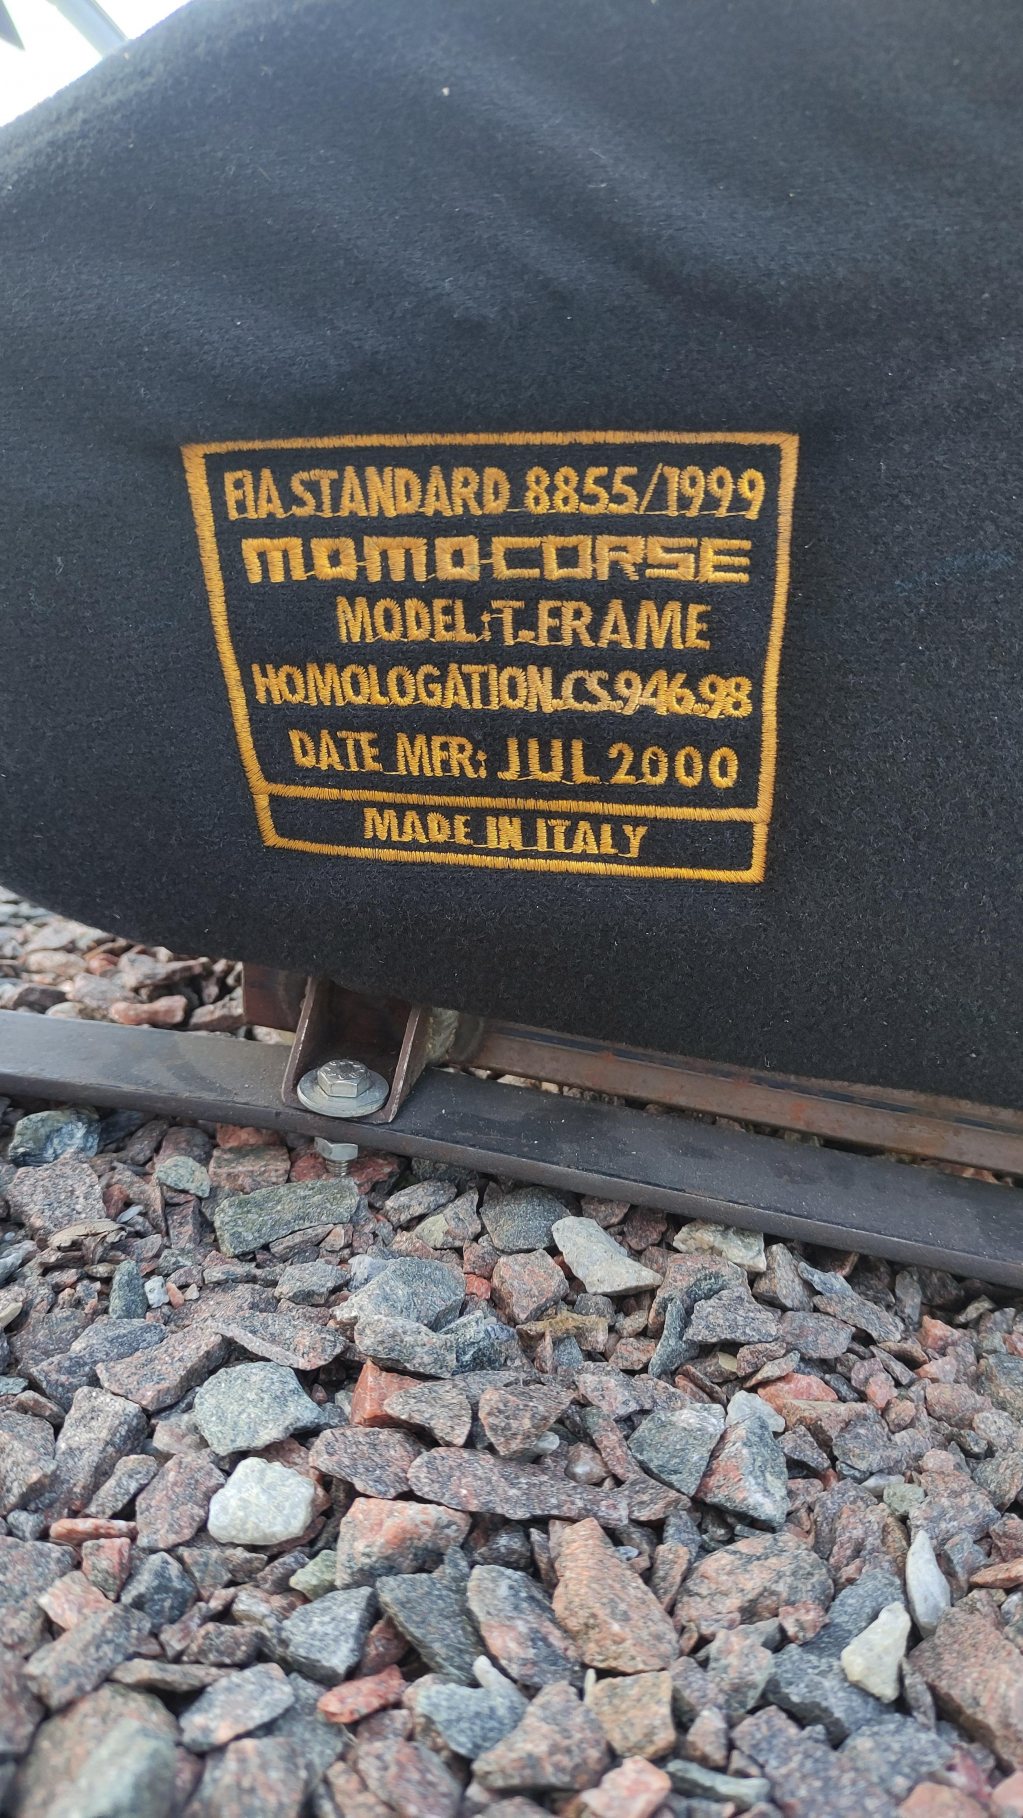 FIA.STANDARD 8855/1999
MOMO CORSE
MODEL:T.FRAME
HOMOLOGATION.CS.946.98
DATE MFR: JUL 2000
MADE IN ITALY